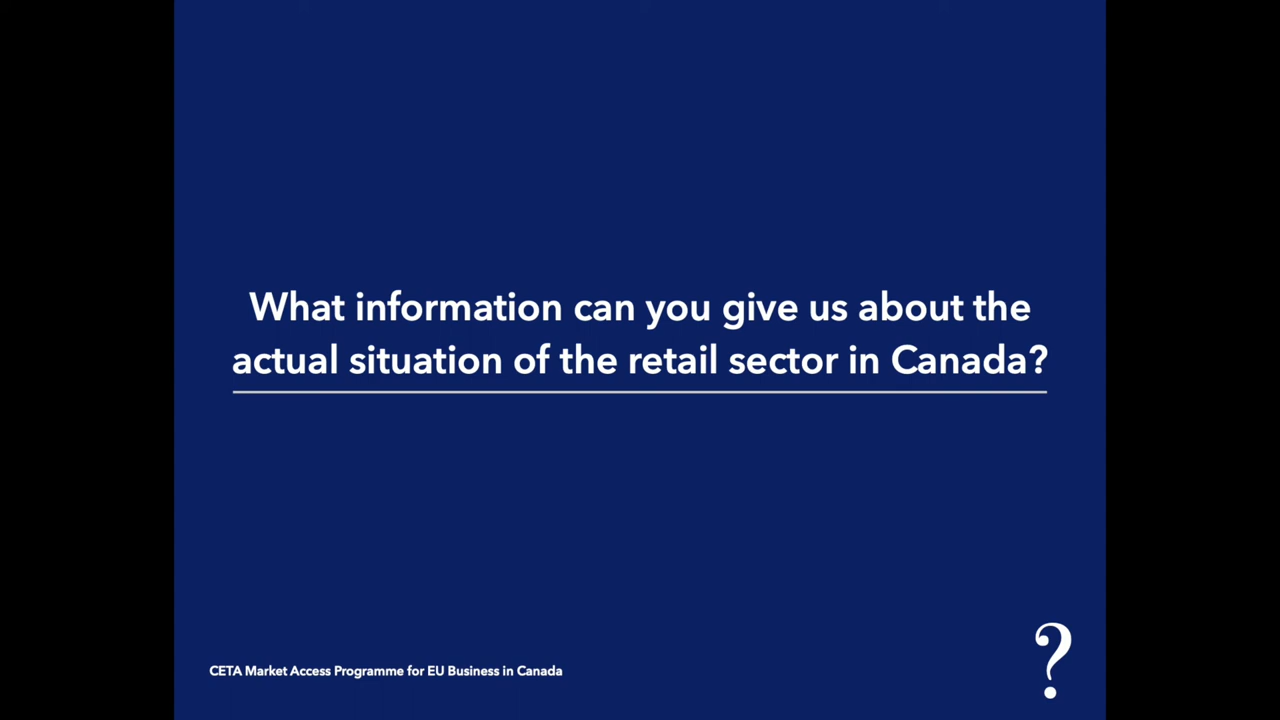 What information can you give us about the
actual situation of the retail sector in Canada?
CETA Market Access Programme for EU Business in Canada
?